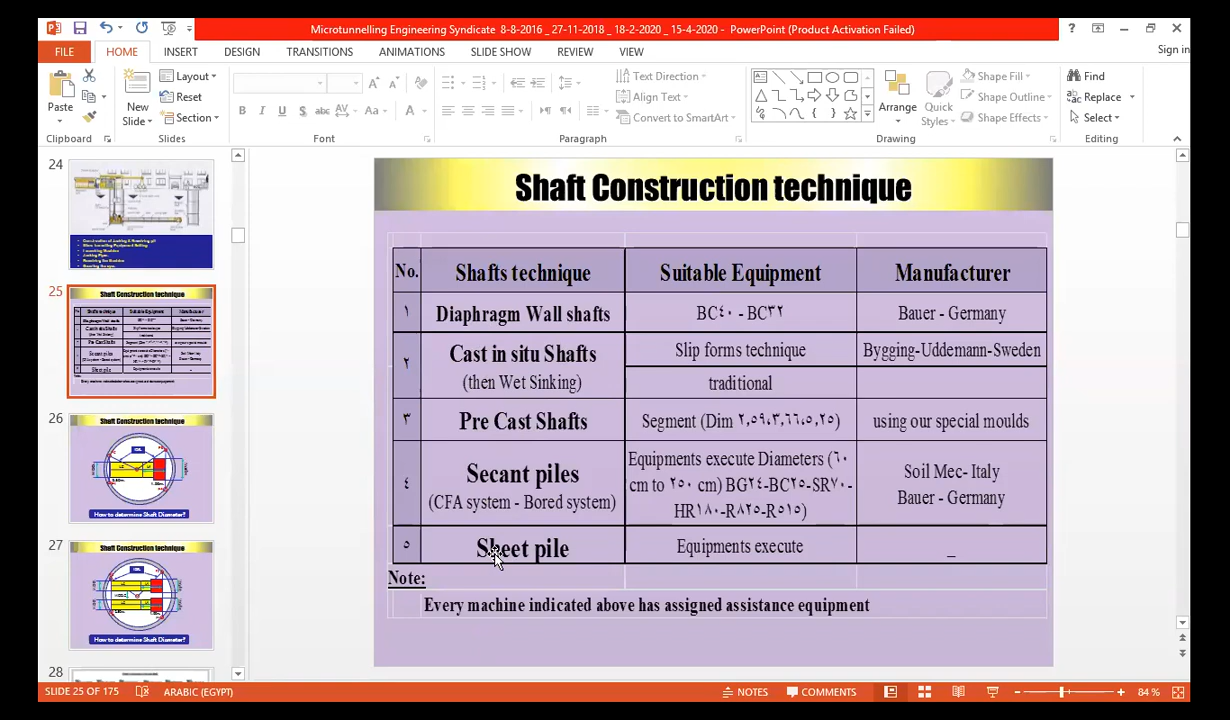 Microtunnelling Engineering Syndicate 8-8-2016 _ 27-11-2018 _ 18-2-2020 _ 15-4-2020 - PowerPoint (Product Activation Failed)
FILE HOME INSERT DESIGN TRANSITIONS ANIMATIONS SLIDE SHOW REVIEW VIEW Sign in
Paste
New Slide
Layout
Reset
Section
B I U S abc AV Aa A
Text Direction
Align Text
Convert to SmartArt
Arrange
Quick Styles
Shape Fill
Shape Outline
Shape Effects
Find
Replace
Select
Clipboard Slides Font Paragraph Drawing Editing
24
25
Shaft Construction technique
26
Shaft Construction technique
How to determine Shaft Diameter?
27
How to determine Shaft Diameter?
28
Shaft Construction technique
No. Shafts technique Suitable Equipment Manufacturer
١ Diaphragm Wall shafts BC٤٠ - BC٣٢ Bauer - Germany
٢ Cast in situ Shafts Slip forms technique Bygging-Uddemann-Sweden
(then Wet Sinking) traditional
٣ Pre Cast Shafts Segment (Dim ٢,٥٩،٣,٦٦،٥,٢٥) using our special moulds
٤ Secant piles
(CFA system - Bored system)
Equipments execute Diameters (٦٠
cm to ٢٥٠ cm) BG٢٤-BC٢٥-SR٧٠-
HR١٨٠-R٨٢٥-R٥١٥)
Soil Mec- Italy
Bauer - Germany
٥ Sheet pile Equipments execute _
Note:
Every machine indicated above has assigned assistance equipment
SLIDE 25 OF 175 ARABIC (EGYPT) NOTES COMMENTS 84 %